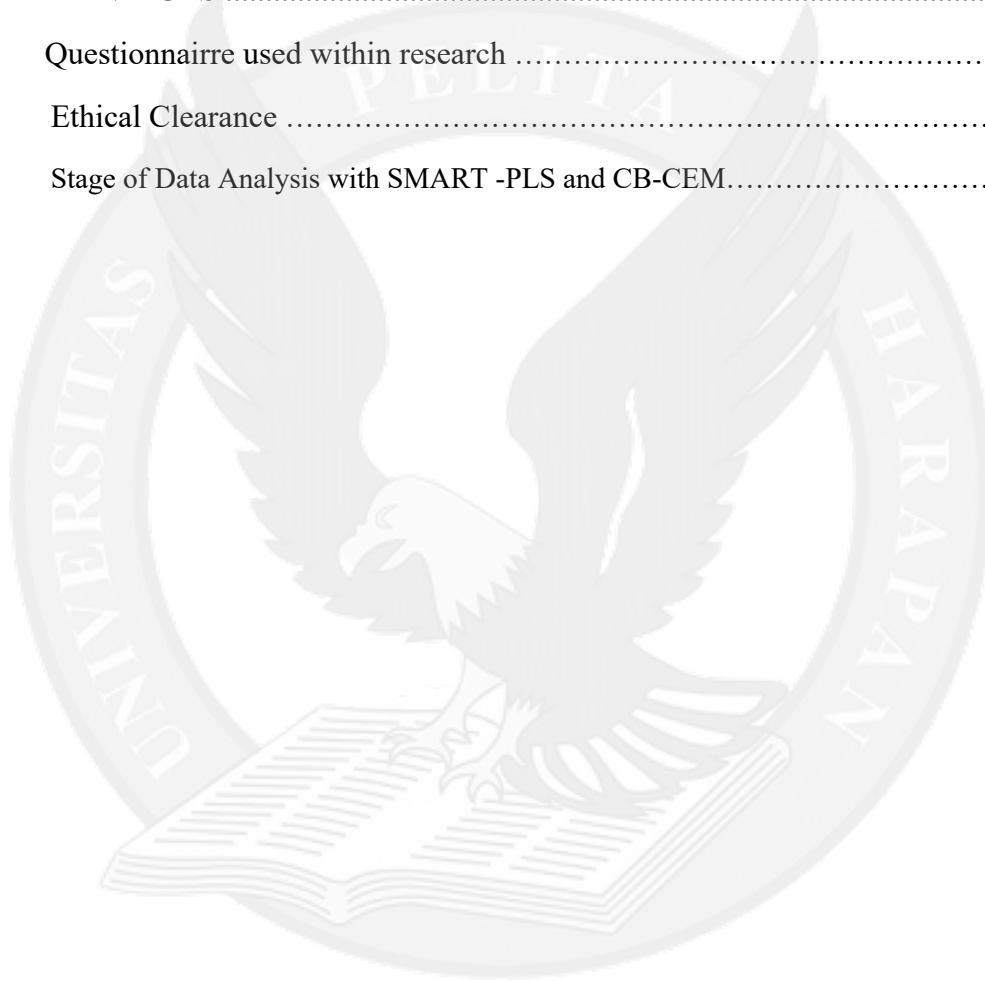 Questionnairre used within research ……………………………………………
Ethical Clearance ……………………………………………………………………
Stage of Data Analysis with SMART -PLS and CB-CEM……………………
UNIVERSITAS PELITA HARAPAN